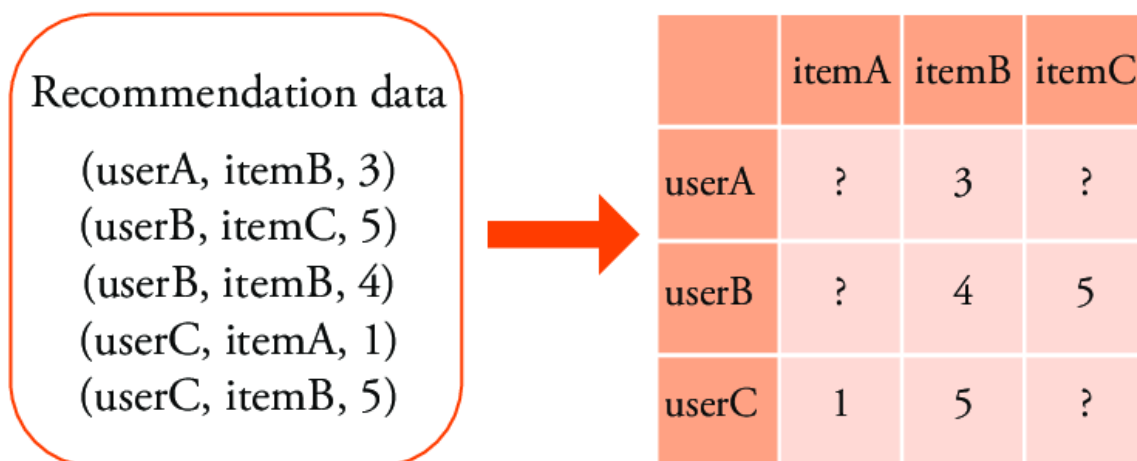 Recommendation data
(userA, itemB, 3)
(userB, itemC, 5)
(userB, itemB, 4)
(userC, itemA, 1)
(userC, itemB, 5)
itemA itemB itemC
userA ? 3 ?
userB ? 4 5
userC 1 5 ?